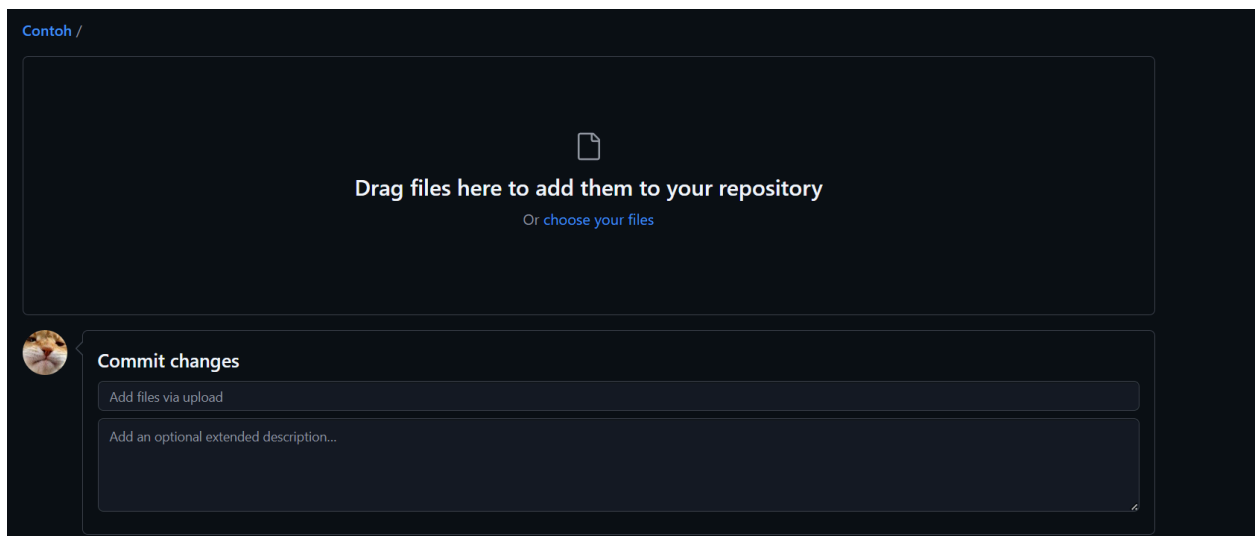 Contoh /
Drag files here to add them to your repository
Or choose your files
Commit changes
Add files via upload
Add an optional extended description...